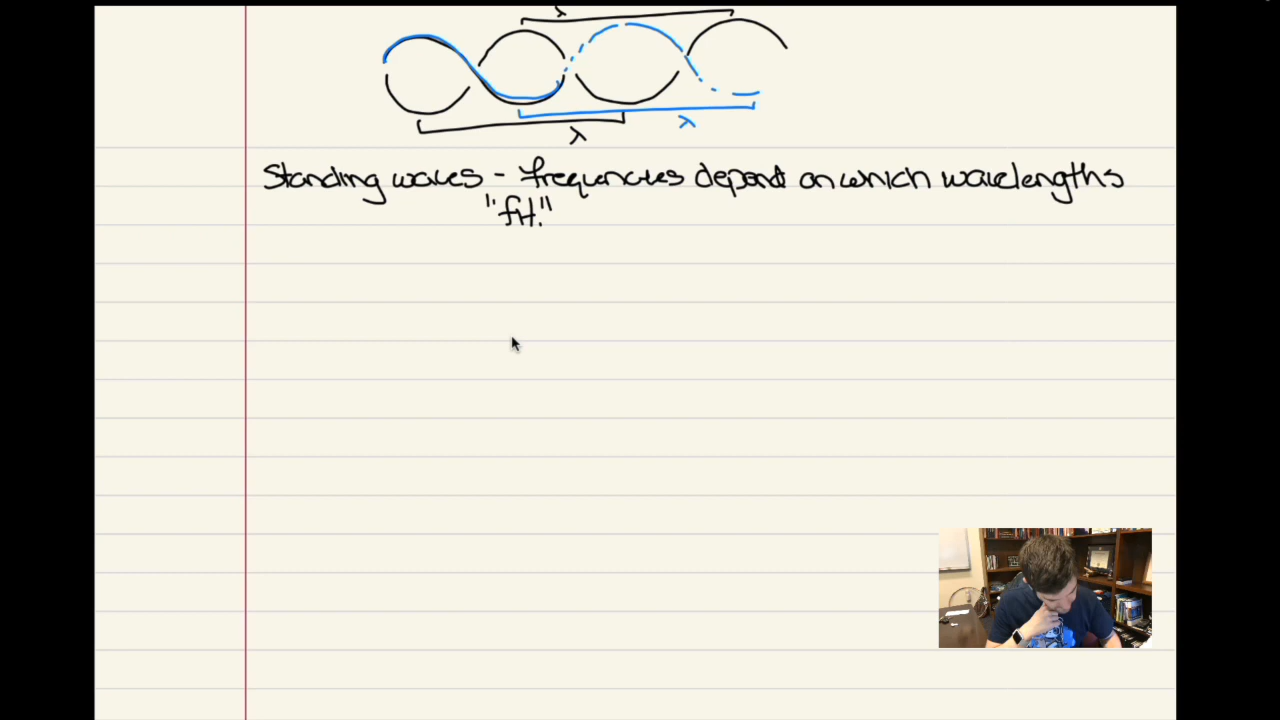 λ
λ
λ
Standing waves - frequencies depend on which wavelengths
"fit."